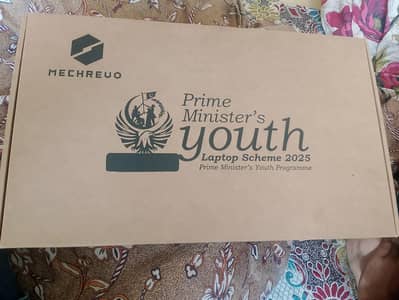 MECHREVO
Prime
Minister's
youth
Laptop Scheme 2025
Prime Minister's Youth Programme